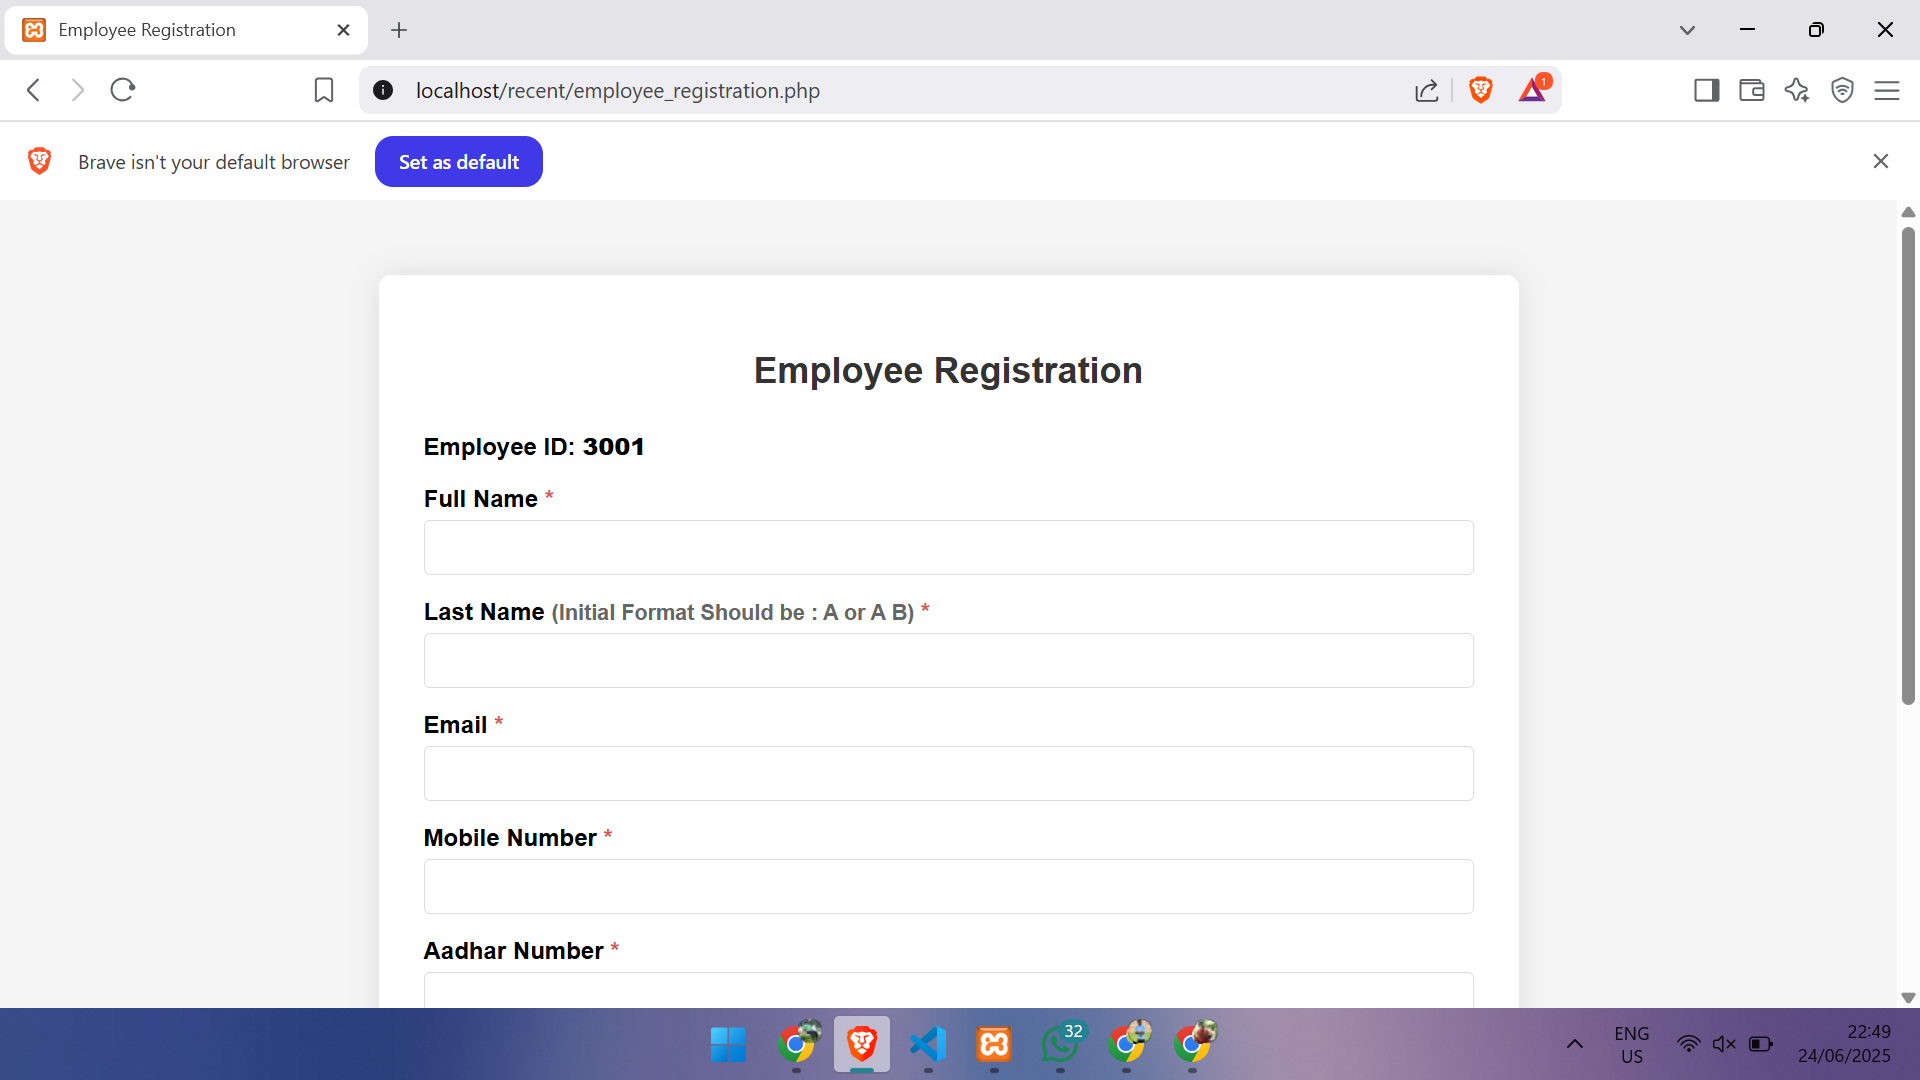 Employee Registration
localhost/recent/employee_registration.php
1
Brave isn't your default browser
Set as default
Employee Registration
Employee ID: 3001
Full Name *
Last Name (Initial Format Should be : A or A B) *
Email *
Mobile Number *
Aadhar Number *
32
ENG
US
22:49
24/06/2025